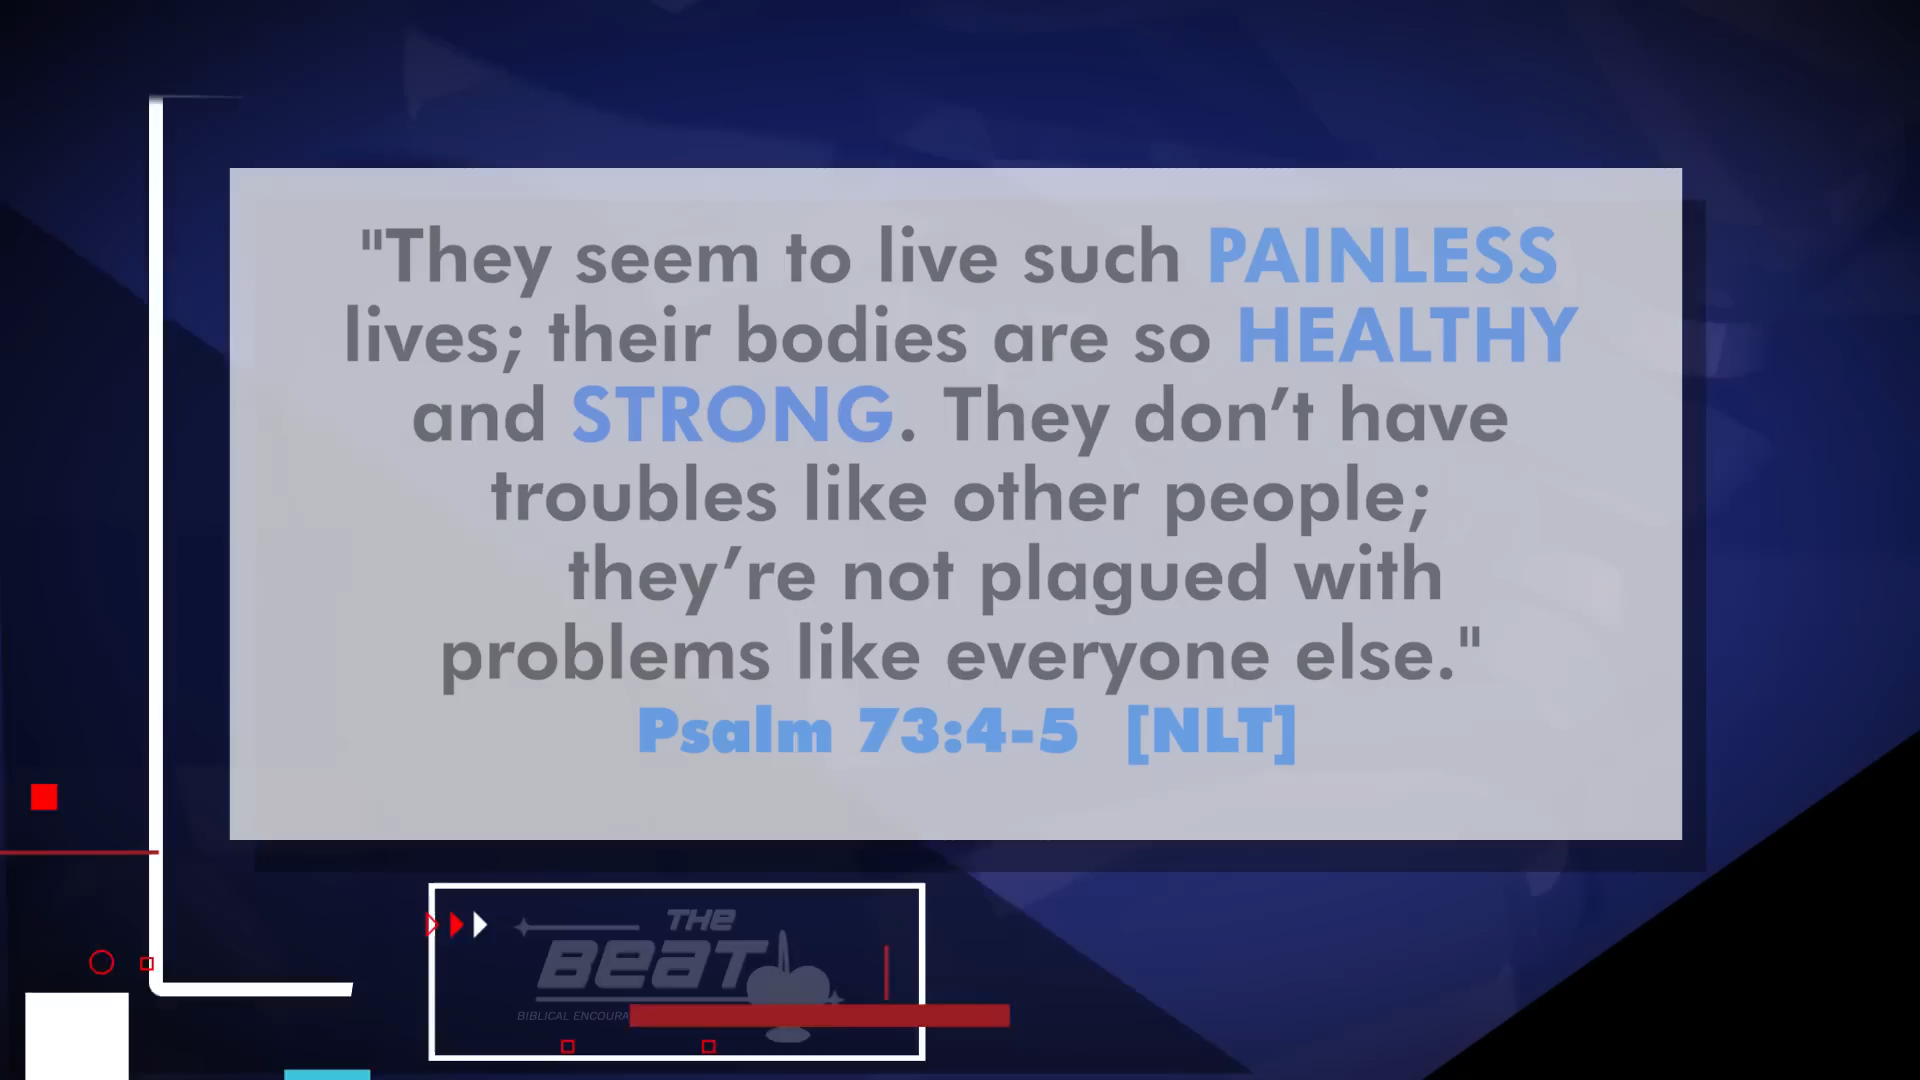 "They seem to live such PAINLESS
lives; their bodies are so HEALTHY
and STRONG. They don’t have
troubles like other people;
they’re not plagued with
problems like everyone else."
Psalm 73:4-5 [NLT]
THE
BEAT
BIBLICAL